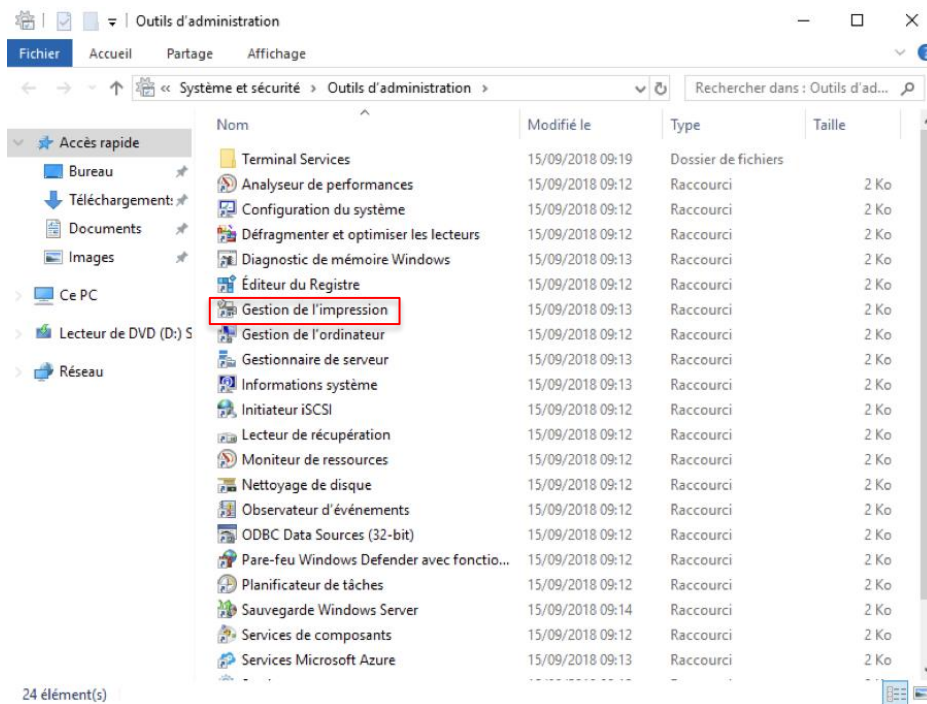 Outils d'administration
Fichier Accueil Partage Affichage
« Système et sécurité > Outils d'administration > Rechercher dans : Outils d'ad...
Nom Modifié le Type Taille
Accès rapide
Bureau
Téléchargement:
Documents
Images
Ce PC
Lecteur de DVD (D:) S
Réseau
Terminal Services 15/09/2018 09:19 Dossier de fichiers
Analyseur de performances 15/09/2018 09:12 Raccourci 2 Ko
Configuration du système 15/09/2018 09:12 Raccourci 2 Ko
Défragmenter et optimiser les lecteurs 15/09/2018 09:12 Raccourci 2 Ko
Diagnostic de mémoire Windows 15/09/2018 09:13 Raccourci 2 Ko
Éditeur du Registre 15/09/2018 09:12 Raccourci 2 Ko
Gestion de l'impression 15/09/2018 09:13 Raccourci 2 Ko
Gestion de l'ordinateur 15/09/2018 09:12 Raccourci 2 Ko
Gestionnaire de serveur 15/09/2018 09:13 Raccourci 2 Ko
Informations système 15/09/2018 09:13 Raccourci 2 Ko
Initiateur iSCSI 15/09/2018 09:12 Raccourci 2 Ko
Lecteur de récupération 15/09/2018 09:12 Raccourci 2 Ko
Moniteur de ressources 15/09/2018 09:12 Raccourci 2 Ko
Nettoyage de disque 15/09/2018 09:12 Raccourci 2 Ko
Observateur d'événements 15/09/2018 09:12 Raccourci 2 Ko
ODBC Data Sources (32-bit) 15/09/2018 09:12 Raccourci 2 Ko
Pare-feu Windows Defender avec fonctio... 15/09/2018 09:12 Raccourci 2 Ko
Planificateur de tâches 15/09/2018 09:12 Raccourci 2 Ko
Sauvegarde Windows Server 15/09/2018 09:14 Raccourci 2 Ko
Services de composants 15/09/2018 09:12 Raccourci 2 Ko
Services Microsoft Azure 15/09/2018 09:13 Raccourci 2 Ko
24 élément(s)